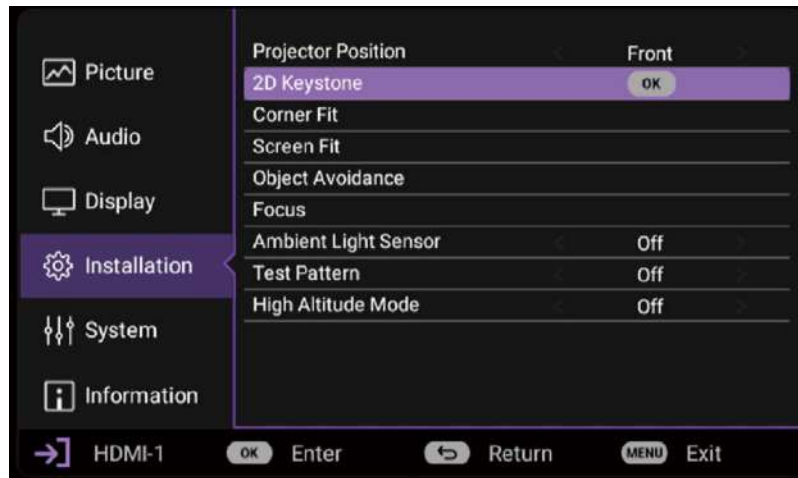 Picture
Audio
Display
Installation
System
Information
Projector Position Front
2D Keystone OK
Corner Fit
Screen Fit
Object Avoidance
Focus
Ambient Light Sensor Off
Test Pattern Off
High Altitude Mode Off
HDMI-1 OK Enter Return MENU Exit